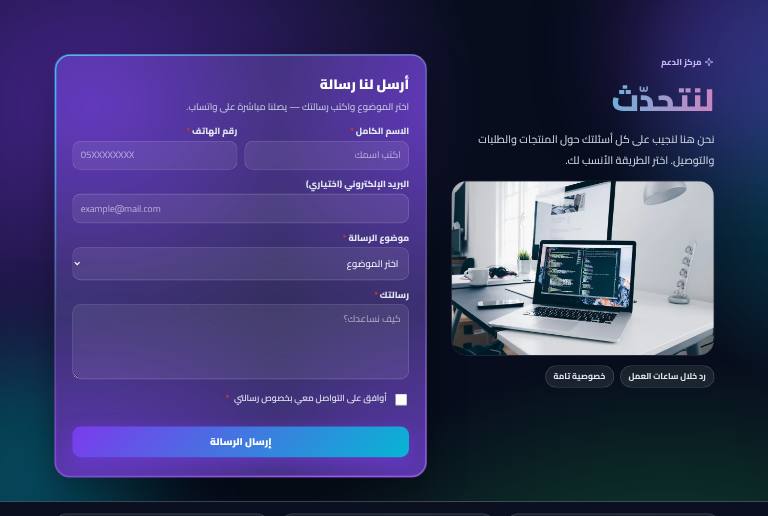 مركز الدعم
لنتحدّث
نحن هنا لنجيب على كل أسئلتك حول المنتجات والطلبات
والتوصيل. اختر الطريقة الأنسب لك.
رد خلال ساعات العمل
خصوصية تامة
أرسل لنا رسالة
اختر الموضوع واكتب رسالتك — يصلنا مباشرة على واتساب.
الاسم الكامل *
اكتب اسمك
رقم الهاتف *
05XXXXXXXX
البريد الإلكتروني (اختياري)
example@mail.com
موضوع الرسالة *
اختر الموضوع
رسالتك *
كيف نساعدك؟
أوافق على التواصل معي بخصوص رسالتي *
إرسال الرسالة